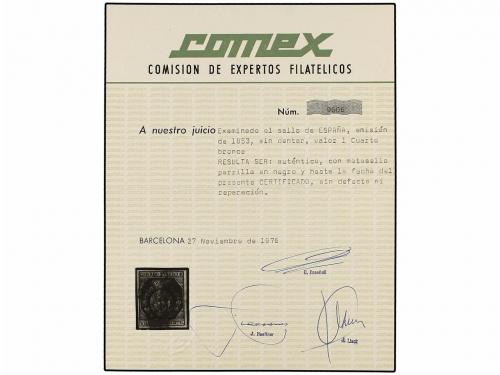 comex
COMISION DE EXPERTOS FILATELICOS
Núm. 0606
A nuestro juicio Examinado el sello de ESPAÑA, emisión
de 1853, sin dentar, valor 1 Cuarto
bronce
RESULTA SER: auténtico, con matasello
parrilla en negro y hasta la fecha del
presente CERTIFICADO, sin defecto ni
reparación.
BARCELONA 27 Noviembre de 1976
J. Llach